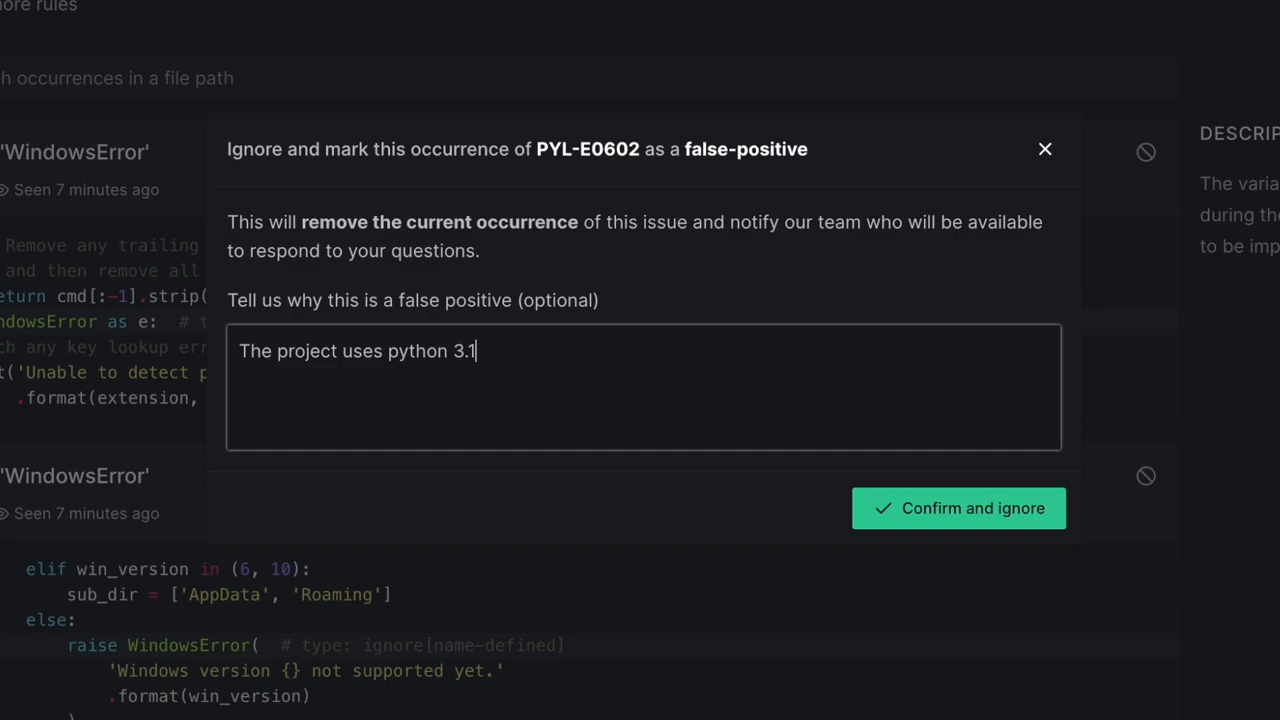 ore rules
h occurrences in a file path
'WindowsError'
Seen 7 minutes ago
Remove any trailing
and then remove all
eturn cmd[:-1].strip(
ndowsError as e:  # t
ch any key lookup err
t('Unable to detect p
.format(extension,
Ignore and mark this occurrence of PYL-E0602 as a false-positive
This will remove the current occurrence of this issue and notify our team who will be available
to respond to your questions.
Tell us why this is a false positive (optional)
The project uses python 3.1
Confirm and ignore
DESCRIP
The varia
during the
to be imp
'WindowsError'
Seen 7 minutes ago
elif win_version in (6, 10):
sub_dir = ['AppData', 'Roaming']
else:
raise WindowsError(  # type: ignore[name-defined]
'Windows version {} not supported yet.'
.format(win_version)
)